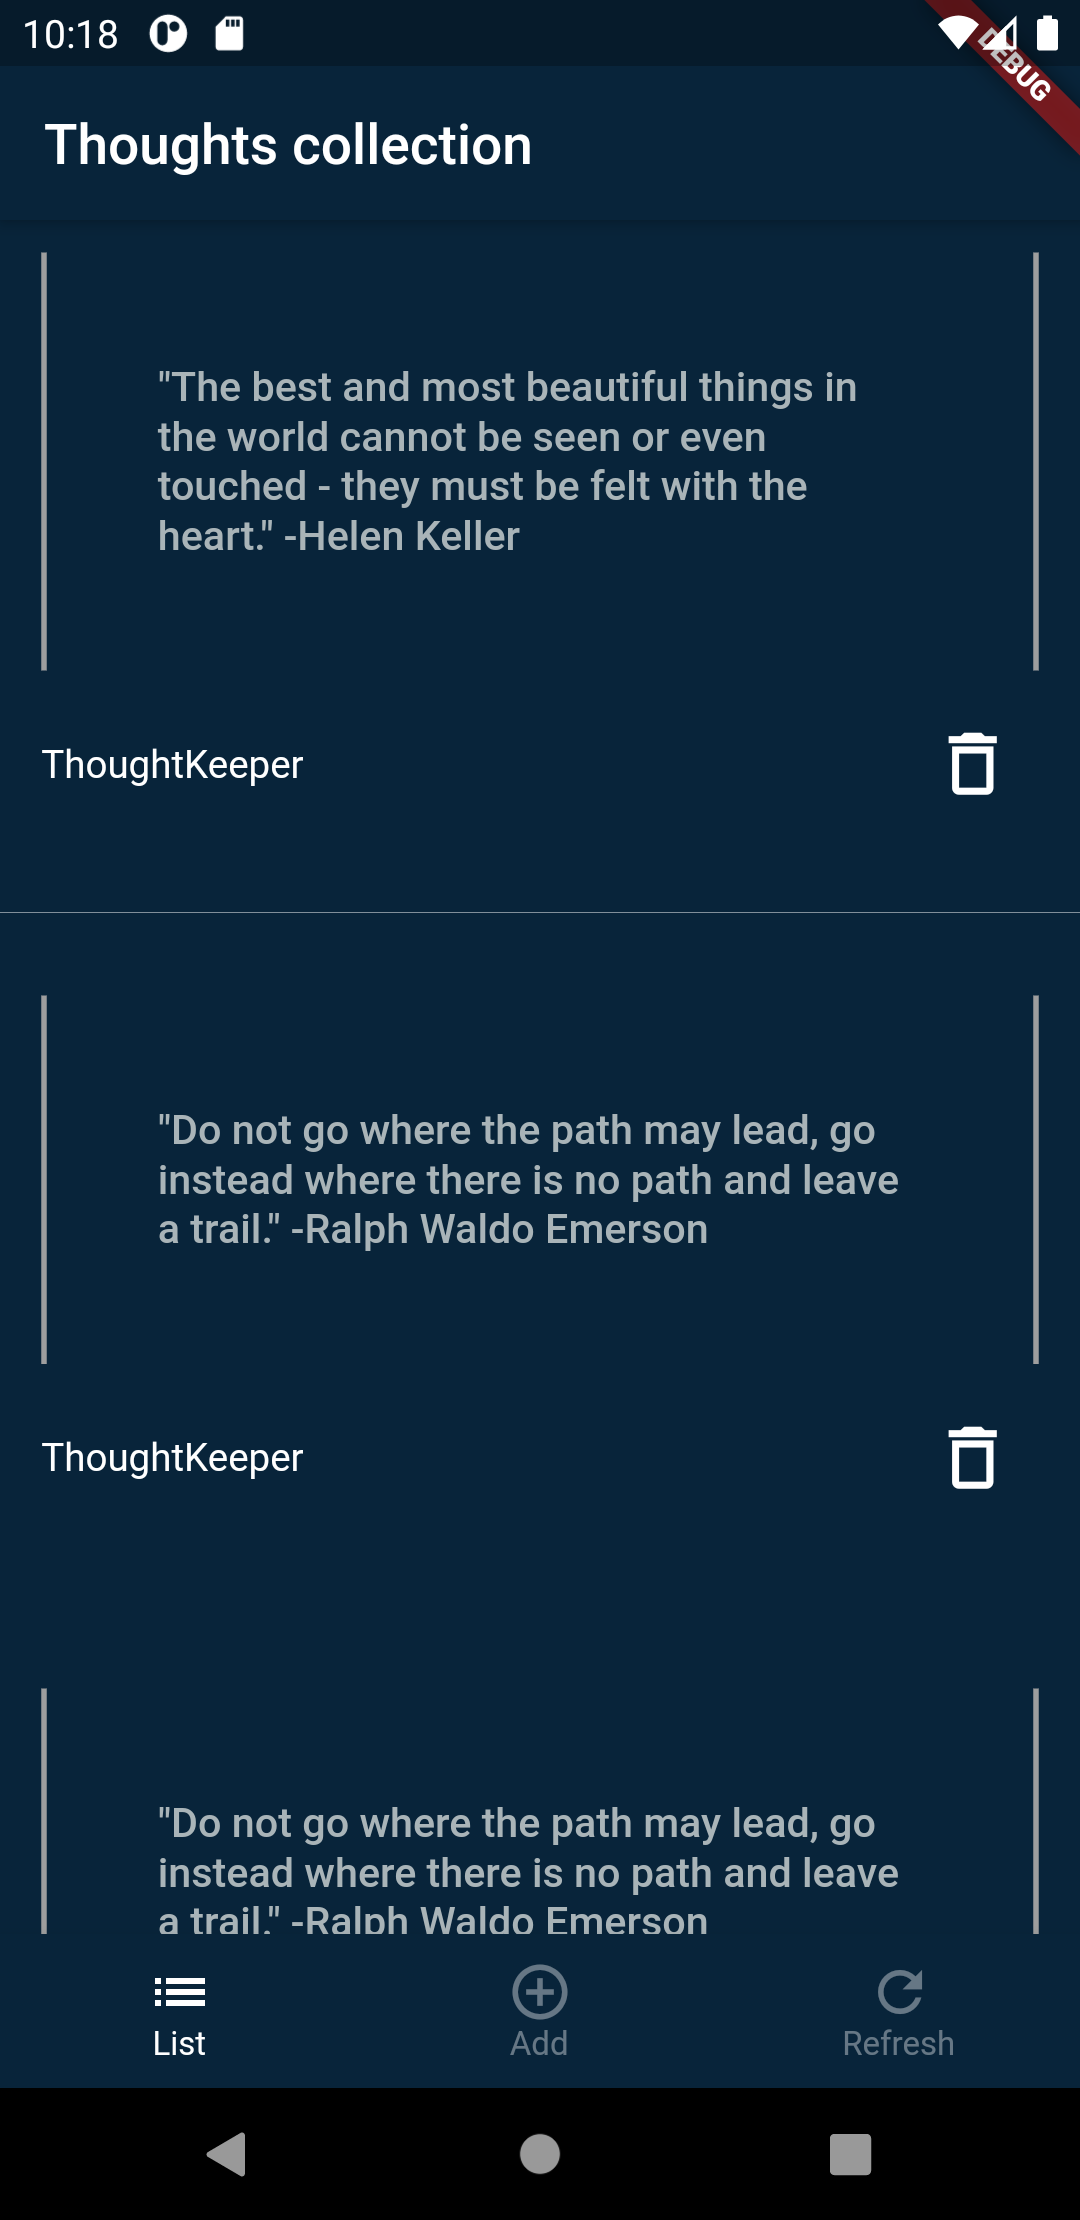 10:18
DEBUG
Thoughts collection
"The best and most beautiful things in
the world cannot be seen or even
touched - they must be felt with the
heart." -Helen Keller
ThoughtKeeper
"Do not go where the path may lead, go
instead where there is no path and leave
a trail." -Ralph Waldo Emerson
ThoughtKeeper
"Do not go where the path may lead, go
instead where there is no path and leave
a trail." -Ralph Waldo Emerson
List
Add
Refresh